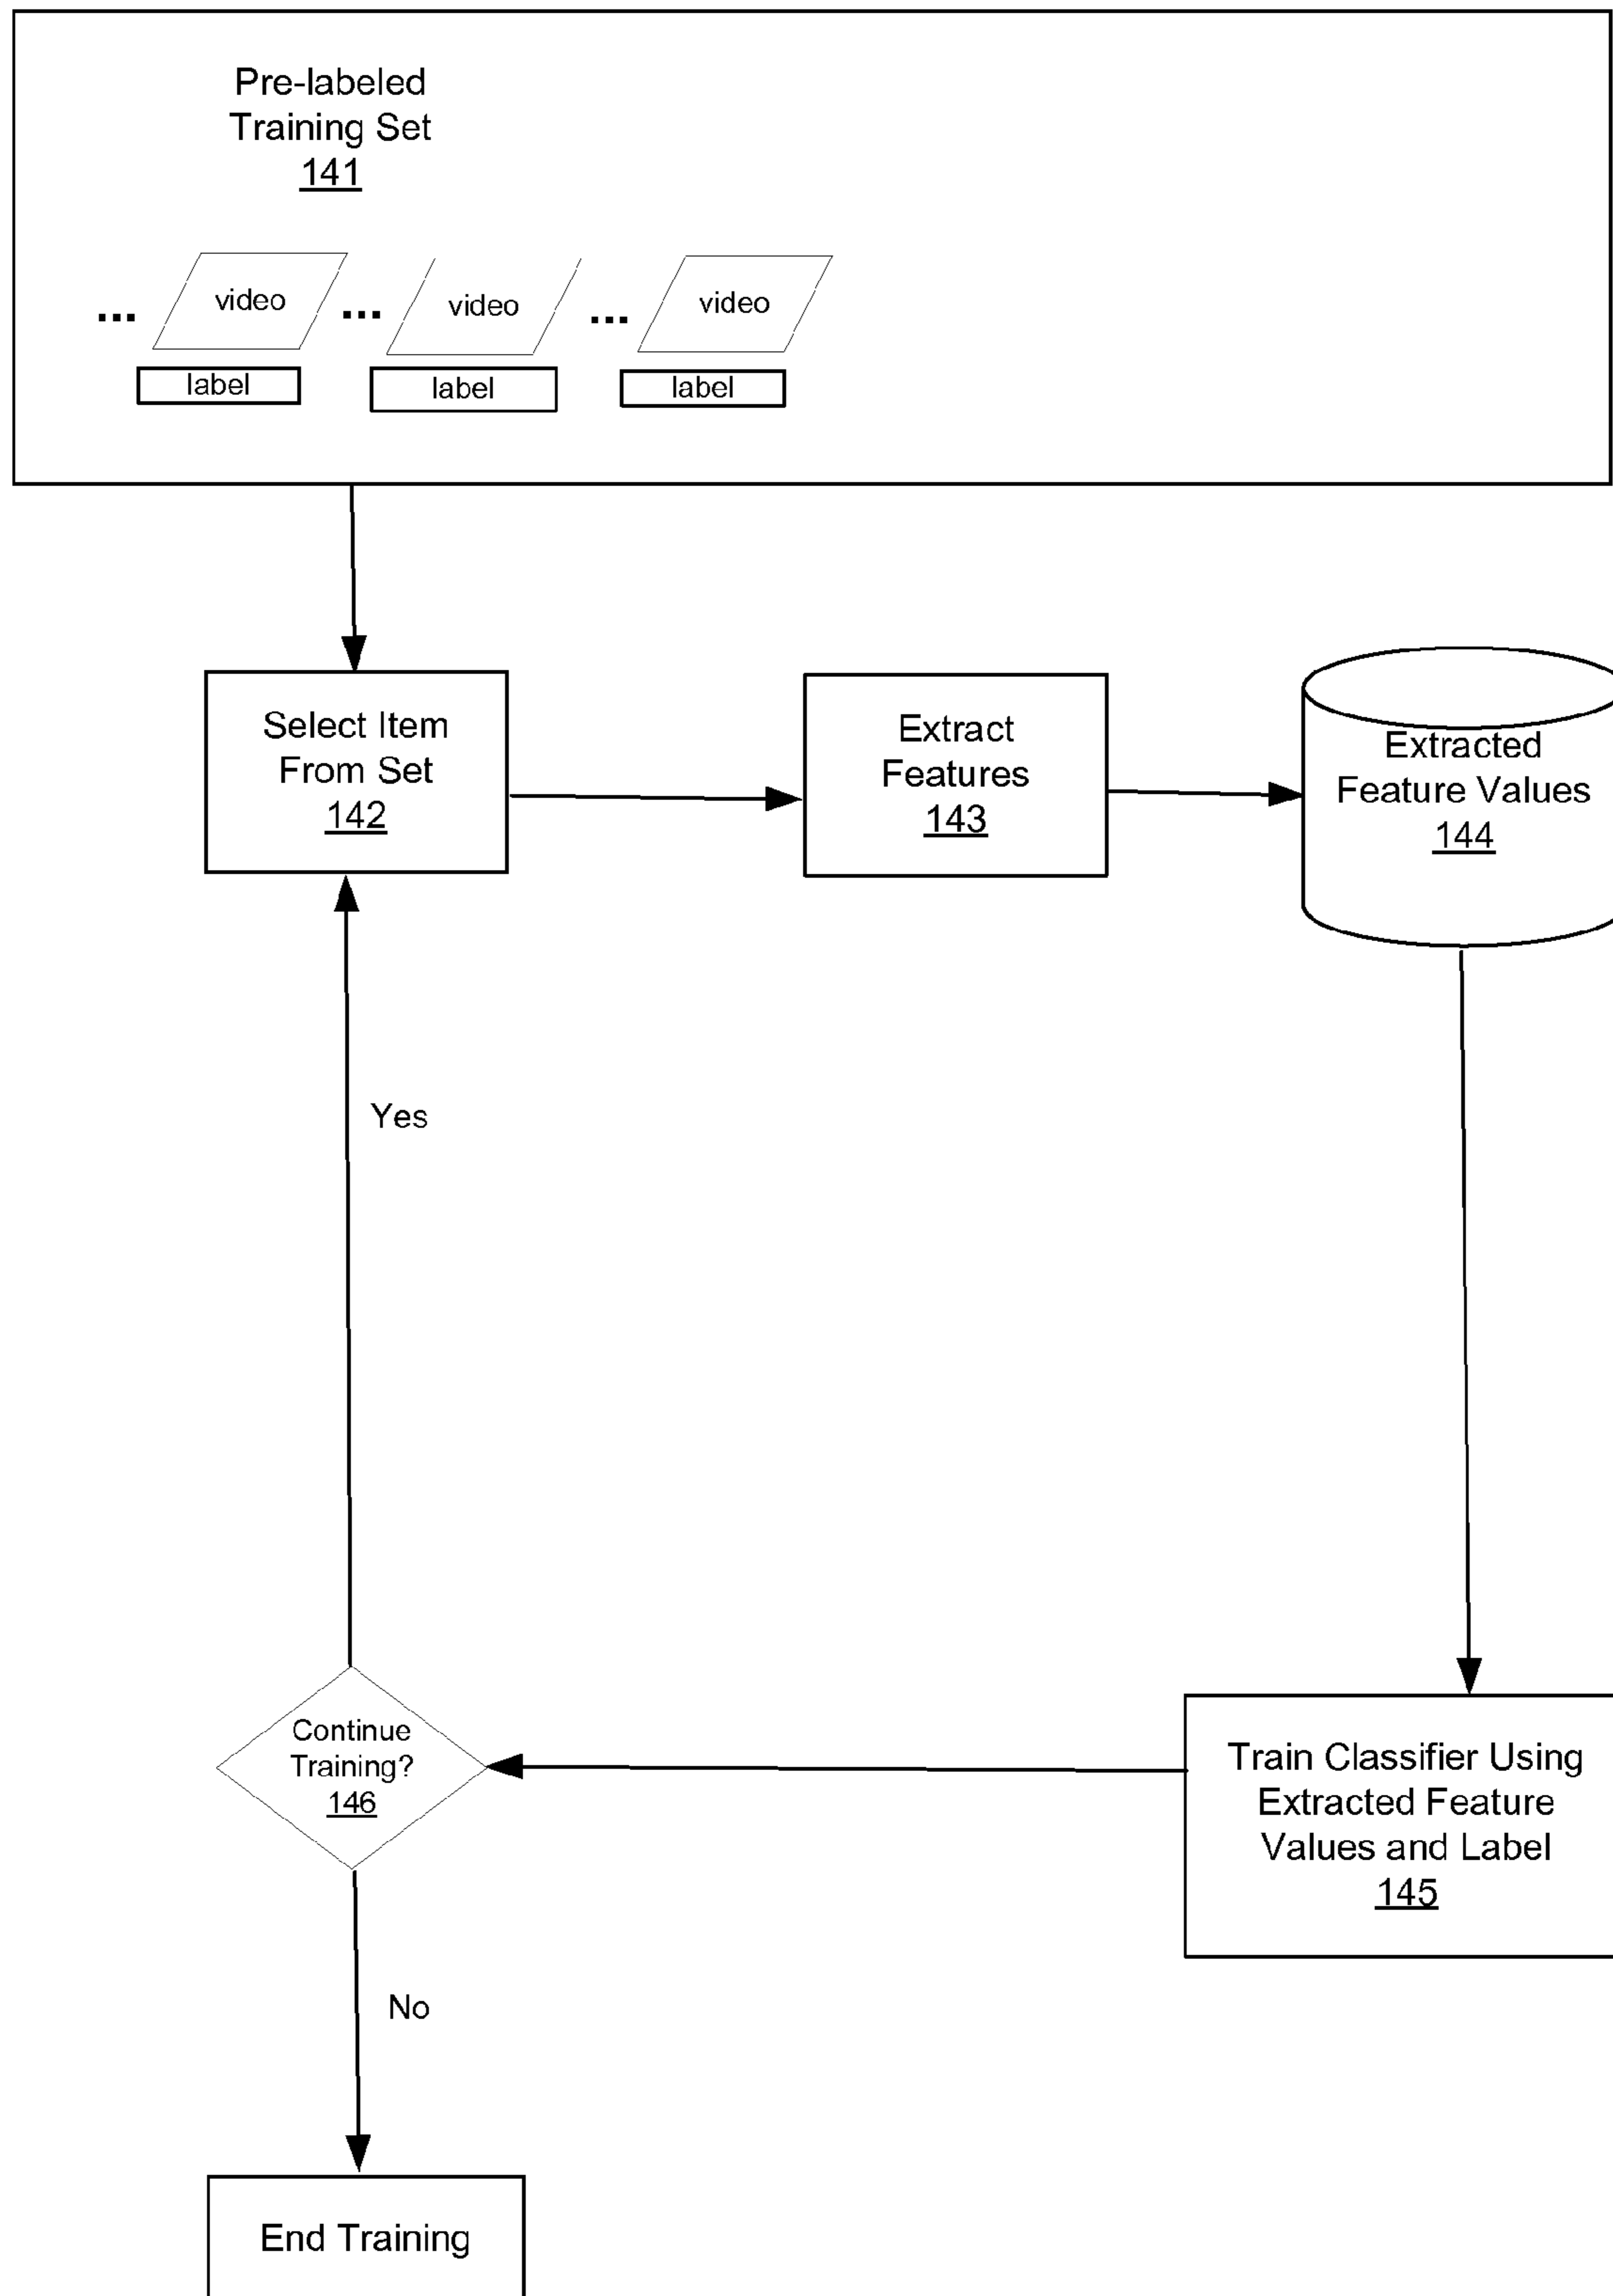 Pre-labeled
Training Set
141
... video ... video ... video
label label label
Select Item
From Set
142
Extract
Features
143
Extracted
Feature Values
144
Yes
Continue
Training?
146
Train Classifier Using
Extracted Feature
Values and Label
145
No
End Training